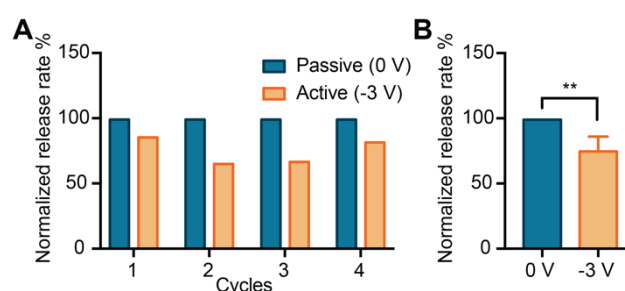 A
Normalized release rate %
150
100
50
0
Passive (0 V)
Active (-3 V)
1 2 3 4
Cycles
B
Normalized release rate %
150
100
50
0
**
0 V -3 V